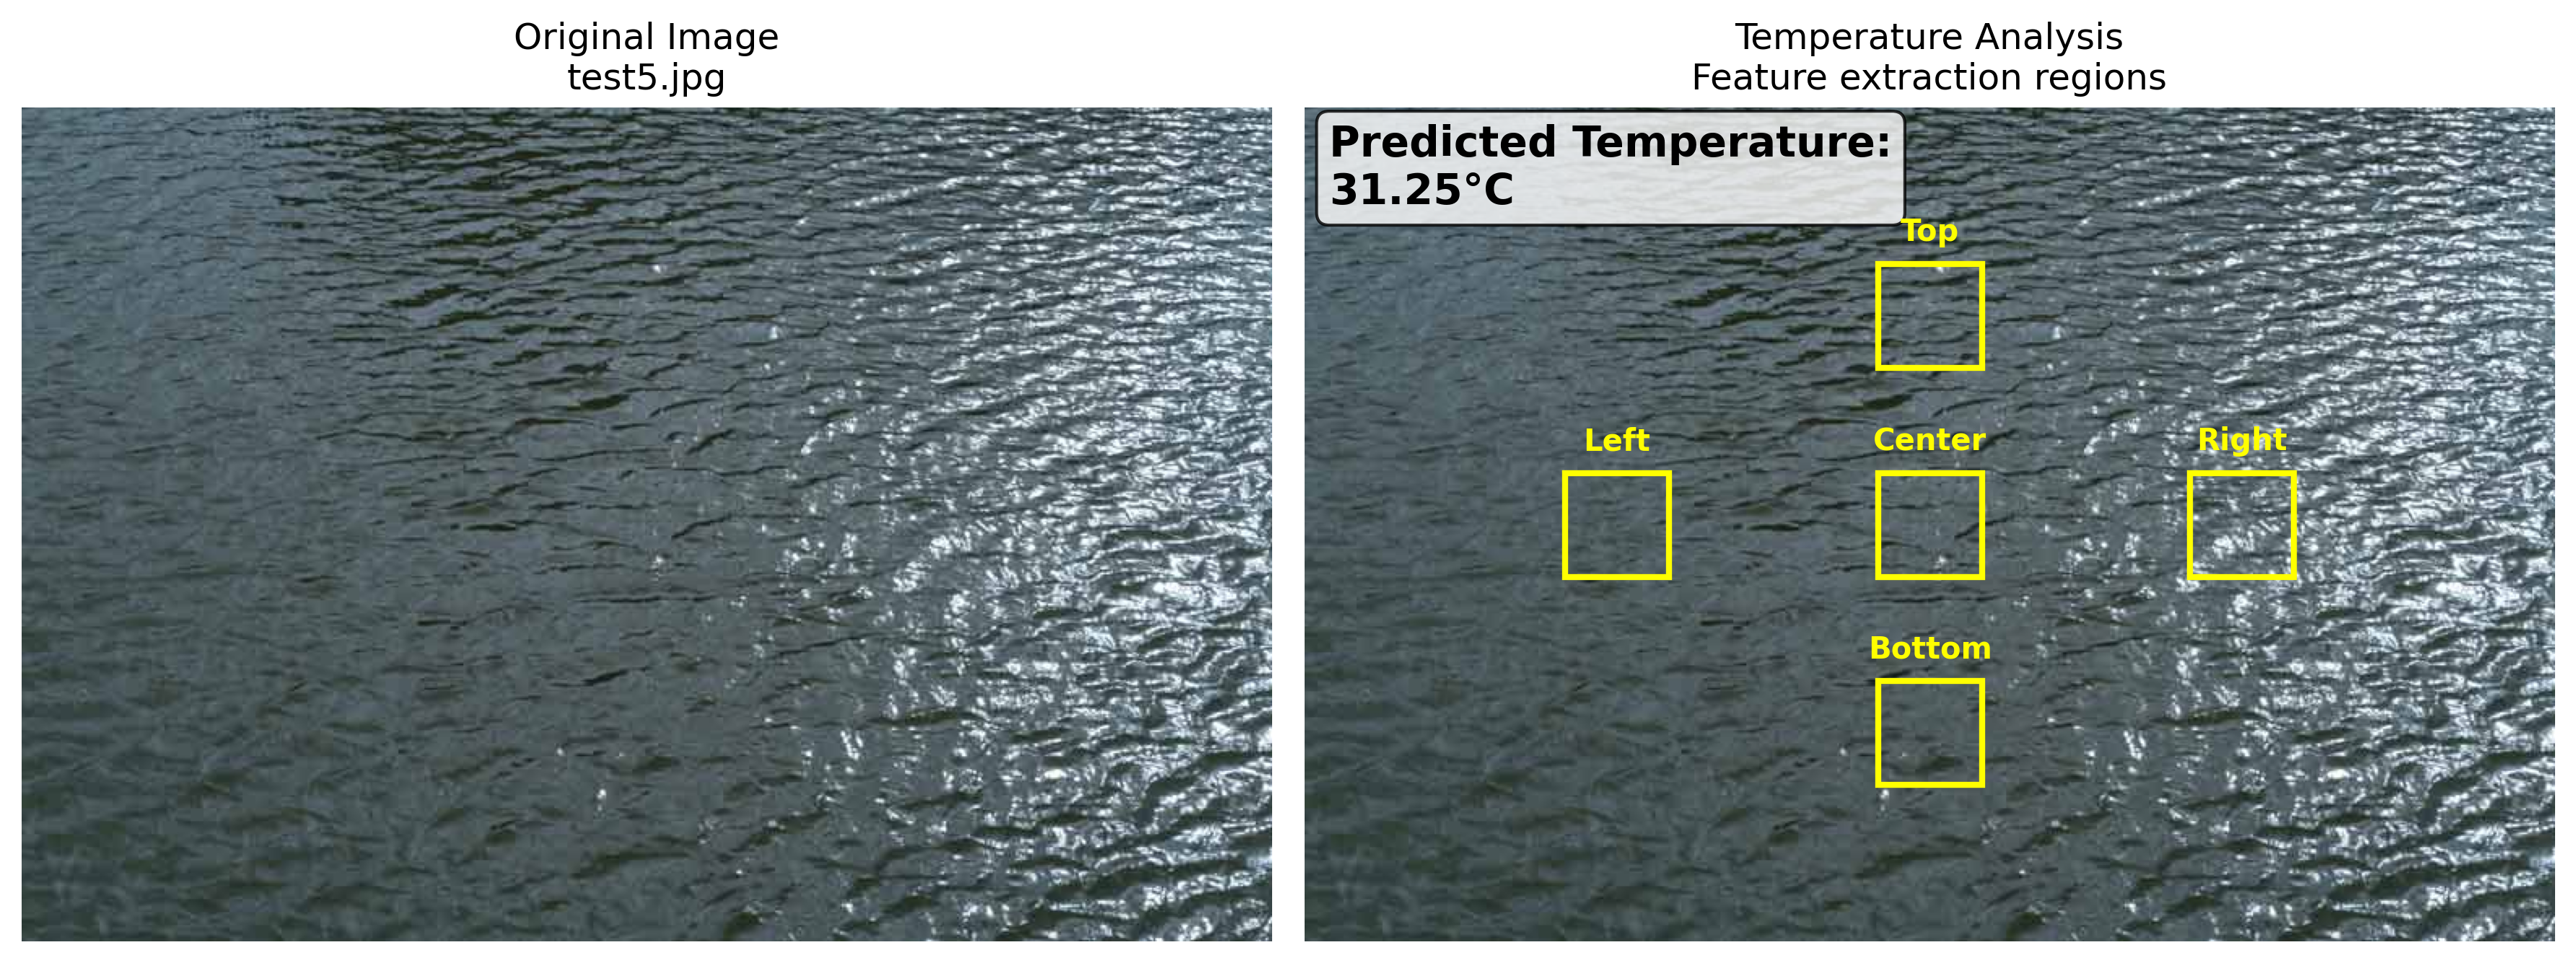 Original Image
test5.jpg
Temperature Analysis
Feature extraction regions
Predicted Temperature:
31.25°C
Top
Left
Center
Right
Bottom